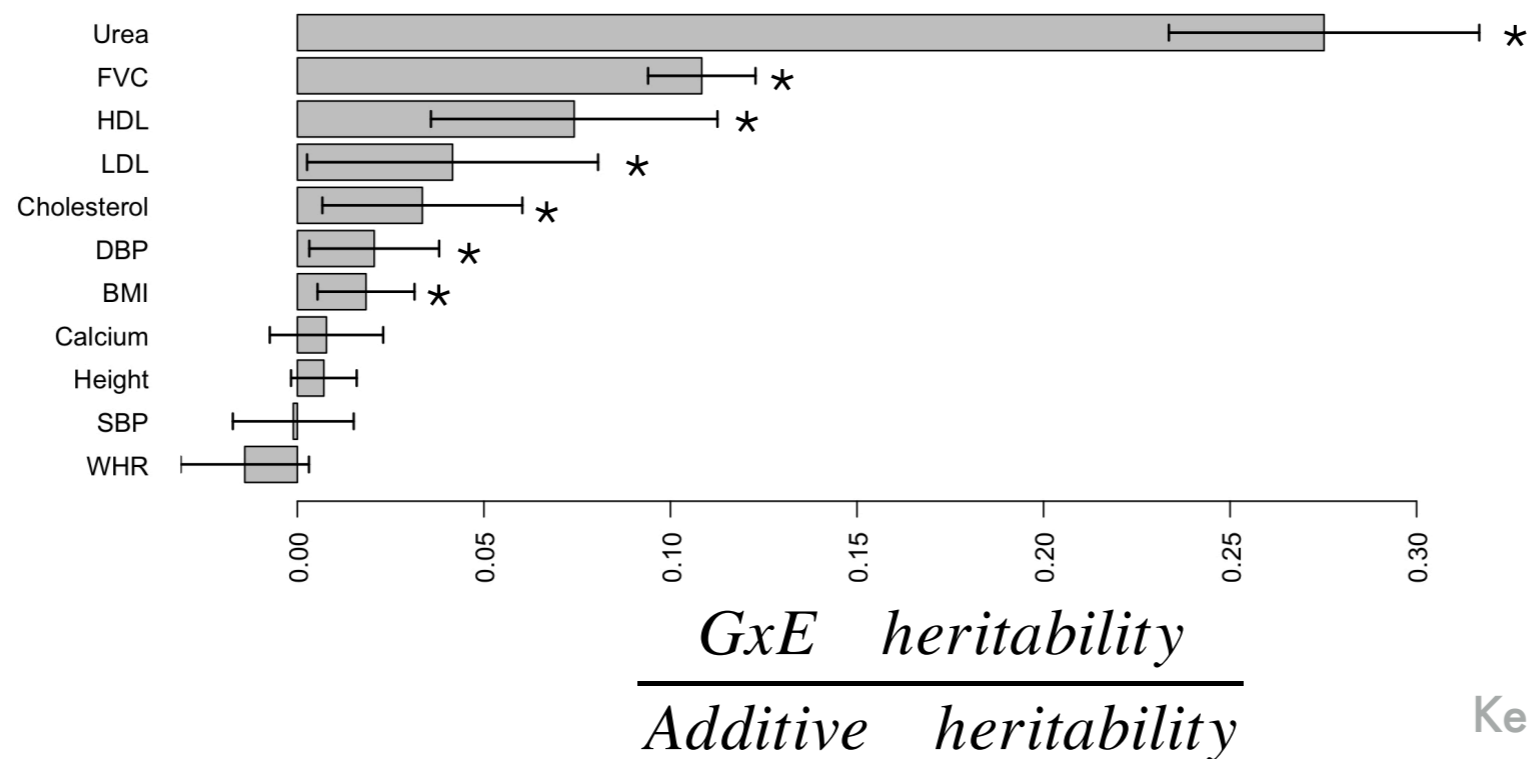 Urea *
FVC *
HDL *
LDL *
Cholesterol *
DBP *
BMI *
Calcium
Height
SBP
WHR
0.00 0.05 0.10 0.15 0.20 0.25 0.30
GxE heritability
Additive heritability
Ke